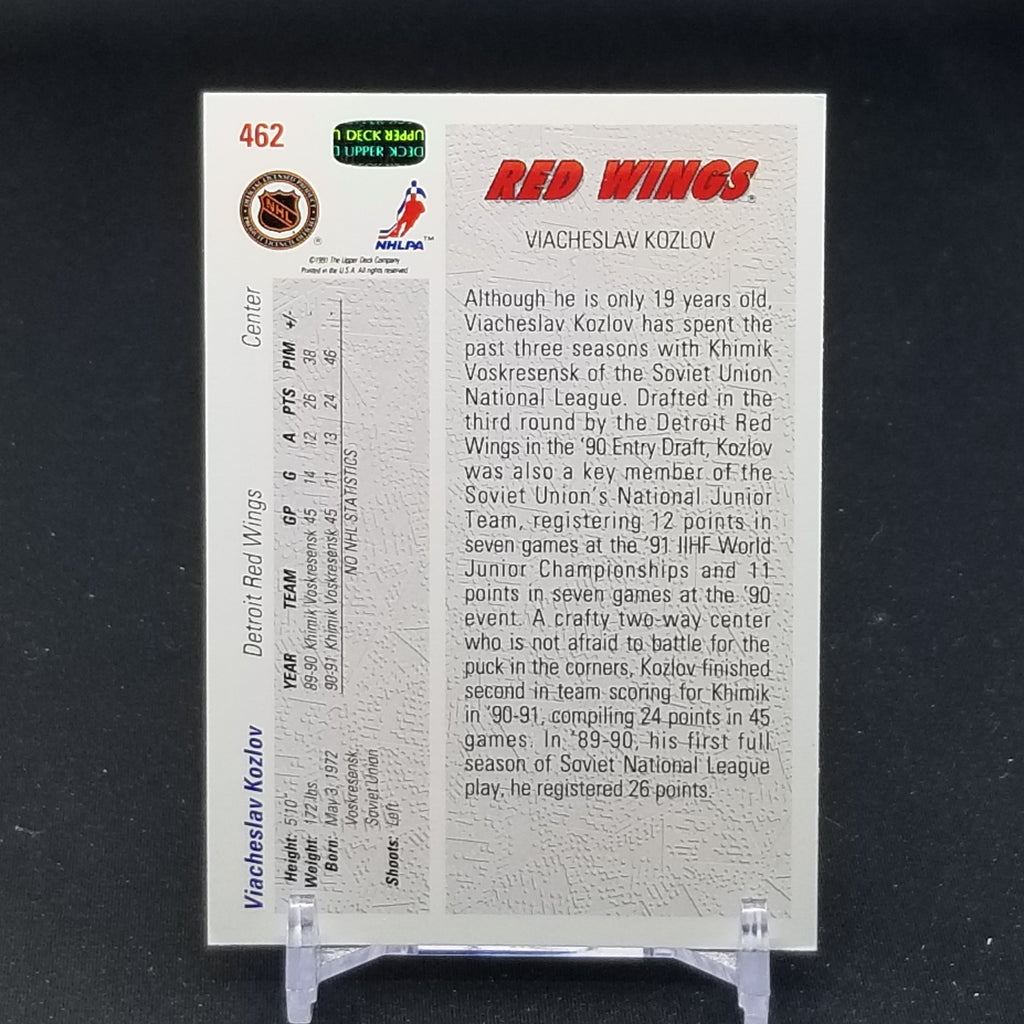 462
DECK UPPER
UPPER DECK
NHL
NHLPA™
©1991 The Upper Deck Company
Printed in the U.S.A. All rights reserved
RED WINGS®
VIACHESLAV KOZLOV
Although he is only 19 years old,
Viacheslav Kozlov has spent the
past three seasons with Khimik
Voskresensk of the Soviet Union
National League. Drafted in the
third round by the Detroit Red
Wings in the '90 Entry Draft, Kozlov
was also a key member of the
Soviet Union's National Junior
Team, registering 12 points in
seven games at the '91 IIHF World
Junior Championships and 11
points in seven games at the '90
event. A crafty two-way center
who is not afraid to battle for the
puck in the corners, Kozlov finished
second in team scoring for Khimik
in '90-91, compiling 24 points in 45
games. In '89-90, his first full
season of Soviet National League
play, he registered 26 points.
Viacheslav Kozlov Detroit Red Wings Center
Height: 5'10"
Weight: 172 lbs.
Born: May 3, 1972
Voskresensk,
Soviet Union
Shoots: Left
YEAR TEAM GP G A PTS PIM +/-
89-90 Khimik Voskresensk 45 14 12 26 38
90-91 Khimik Voskresensk 45 11 13 24 46
NO NHL STATISTICS